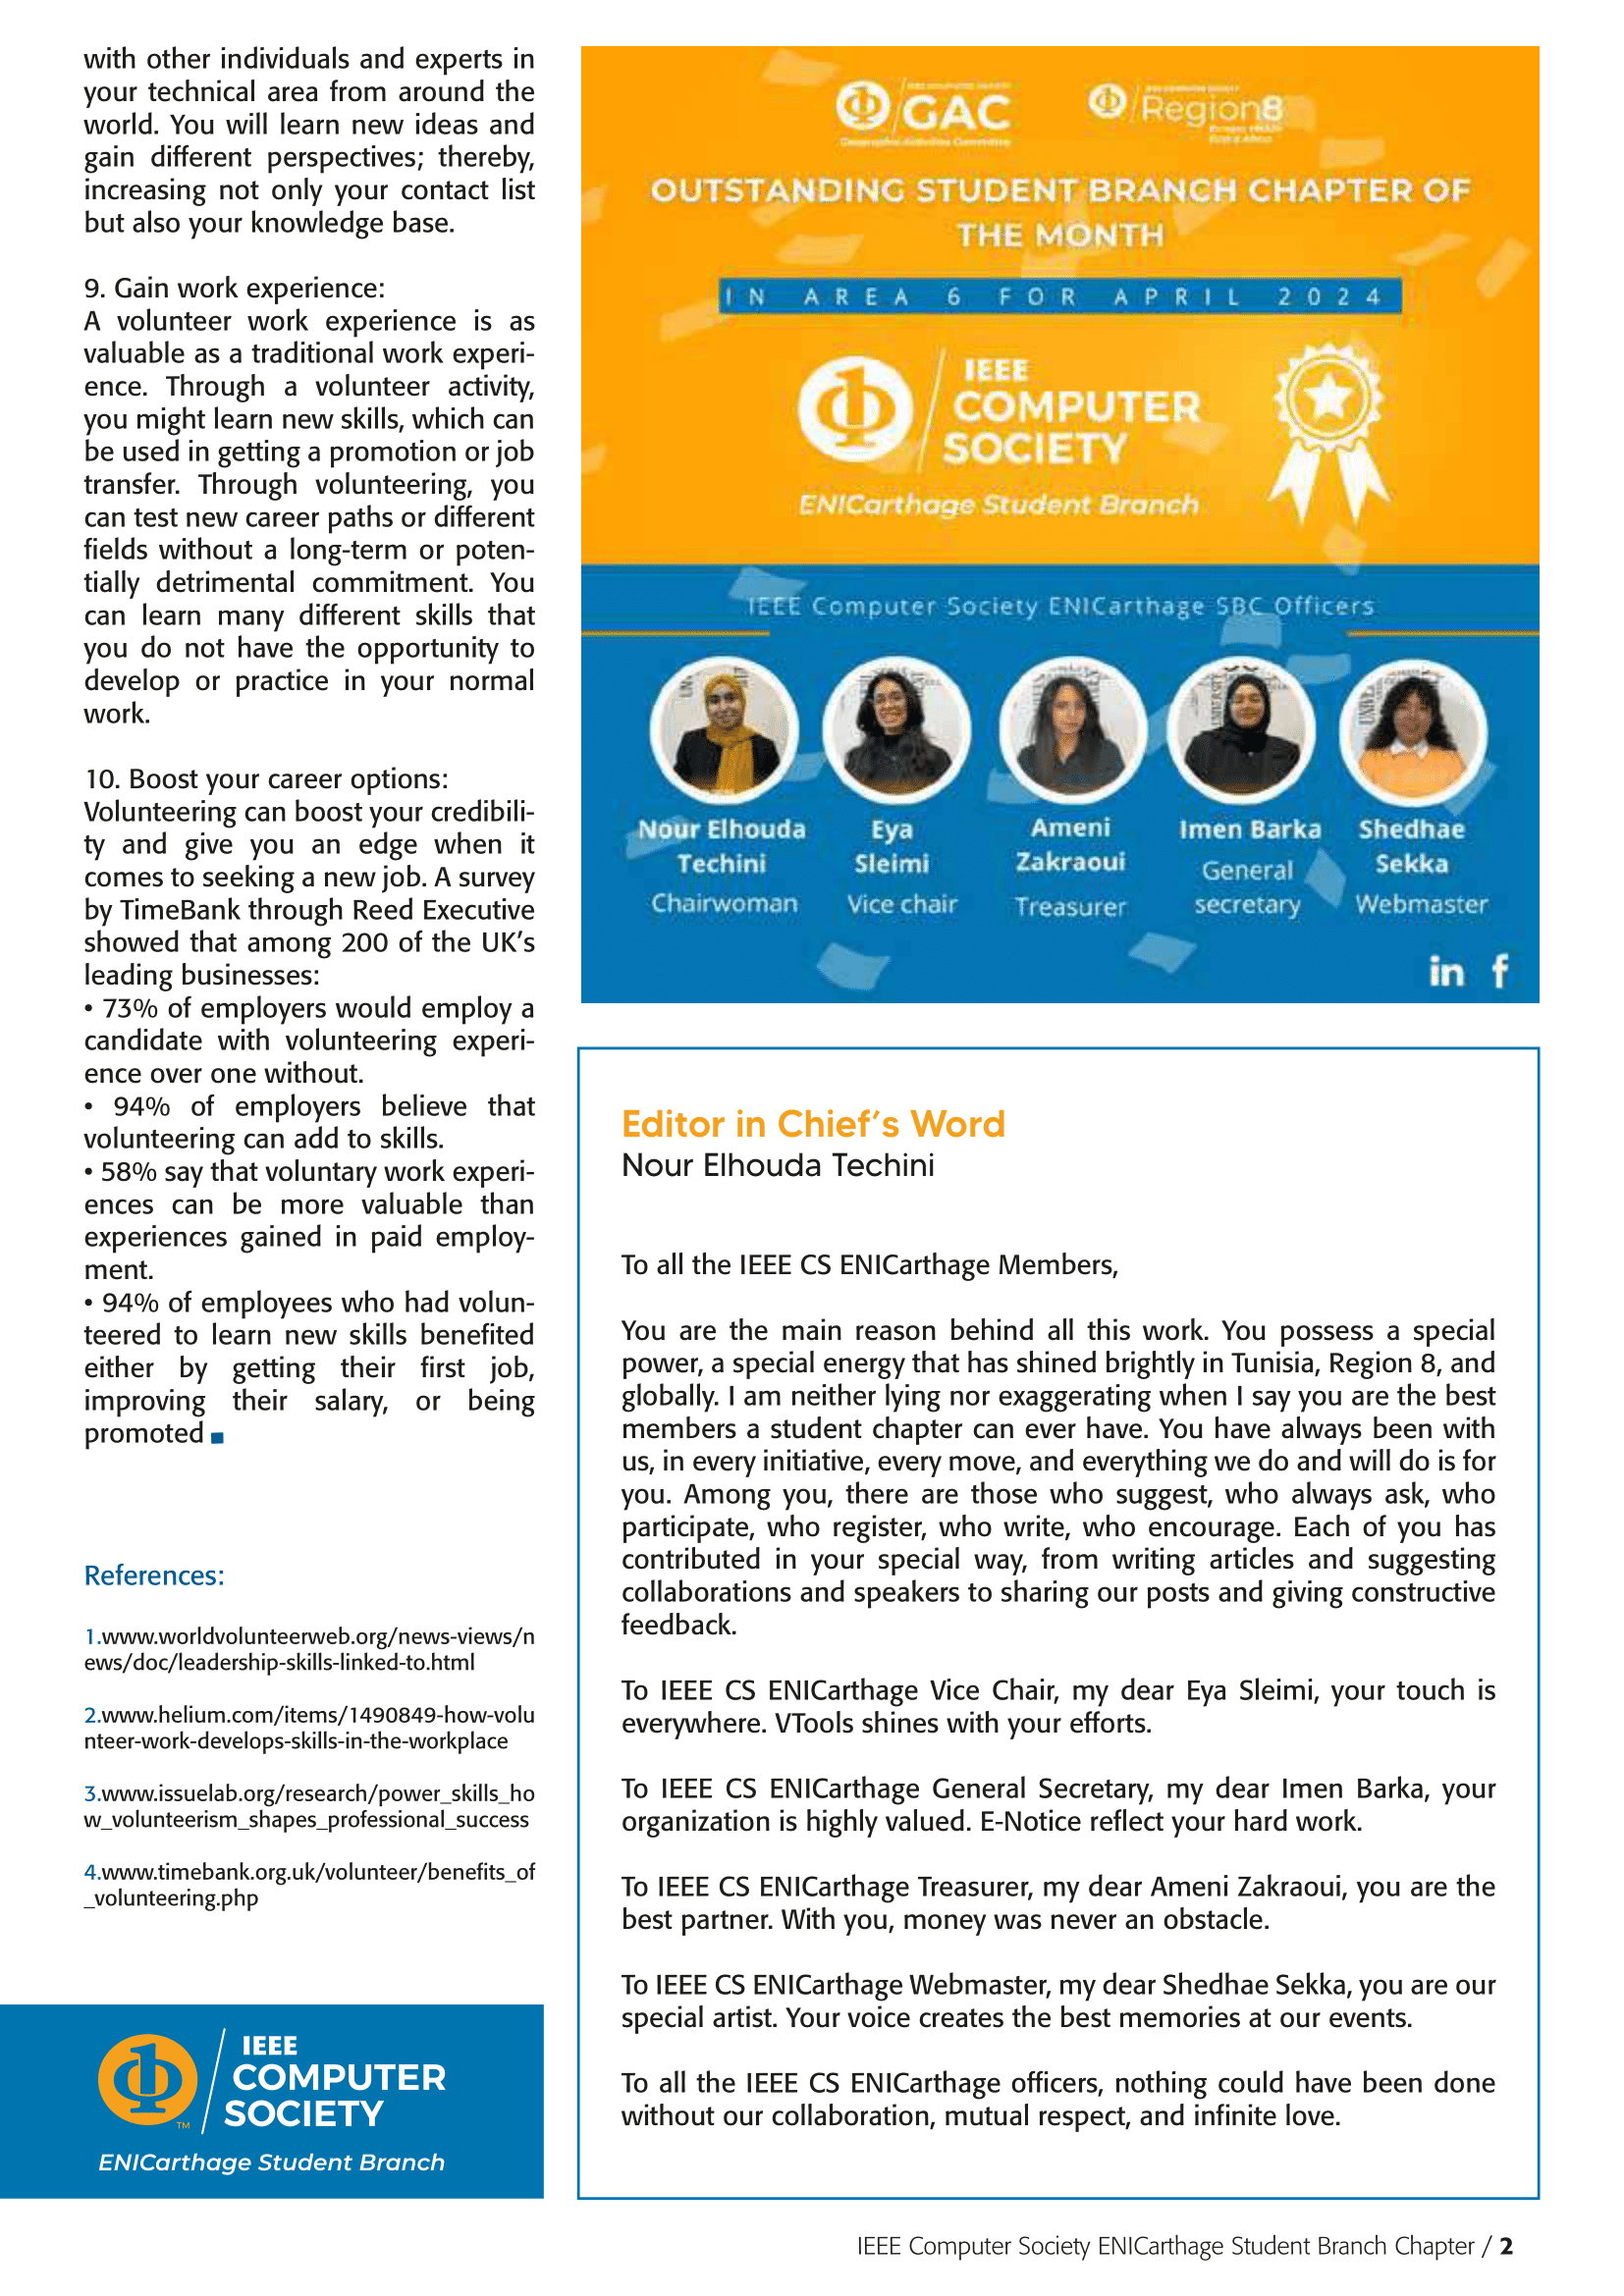 with other individuals and experts in
your technical area from around the
world. You will learn new ideas and
gain different perspectives; thereby,
increasing not only your contact list
but also your knowledge base.
9. Gain work experience:
A volunteer work experience is as
valuable as a traditional work experi-
ence. Through a volunteer activity,
you might learn new skills, which can
be used in getting a promotion or job
transfer. Through volunteering, you
can test new career paths or different
fields without a long-term or poten-
tially detrimental commitment. You
can learn many different skills that
you do not have the opportunity to
develop or practice in your normal
work.
10. Boost your career options:
Volunteering can boost your credibili-
ty and give you an edge when it
comes to seeking a new job. A survey
by TimeBank through Reed Executive
showed that among 200 of the UK’s
leading businesses:
• 73% of employers would employ a
candidate with volunteering experi-
ence over one without.
• 94% of employers believe that
volunteering can add to skills.
• 58% say that voluntary work experi-
ences can be more valuable than
experiences gained in paid employ-
ment.
• 94% of employees who had volun-
teered to learn new skills benefited
either by getting their first job,
improving their salary, or being
promoted
References:
1.www.worldvolunteerweb.org/news-views/n
ews/doc/leadership-skills-linked-to.html
2.www.helium.com/items/1490849-how-volu
nteer-work-develops-skills-in-the-workplace
3.www.issuelab.org/research/power_skills_ho
w_volunteerism_shapes_professional_success
4.www.timebank.org.uk/volunteer/benefits_of
_volunteering.php
IEEE
COMPUTER
SOCIETY
TM
ENICarthage Student Branch
GAC
Geographic Activities Committee
Region8
OUTSTANDING STUDENT BRANCH CHAPTER OF
THE MONTH
IN AREA 6 FOR APRIL 2024
IEEE
COMPUTER
SOCIETY
ENICarthage Student Branch
IEEE Computer Society ENICarthage SBC Officers
Nour Elhouda
Techini
Chairwoman
Eya
Sleimi
Vice chair
Ameni
Zakraoui
Treasurer
Imen Barka
General
secretary
Shedhae
Sekka
Webmaster
in f
Editor in Chief’s Word
Nour Elhouda Techini
To all the IEEE CS ENICarthage Members,
You are the main reason behind all this work. You possess a special
power, a special energy that has shined brightly in Tunisia, Region 8, and
globally. I am neither lying nor exaggerating when I say you are the best
members a student chapter can ever have. You have always been with
us, in every initiative, every move, and everything we do and will do is for
you. Among you, there are those who suggest, who always ask, who
participate, who register, who write, who encourage. Each of you has
contributed in your special way, from writing articles and suggesting
collaborations and speakers to sharing our posts and giving constructive
feedback.
To IEEE CS ENICarthage Vice Chair, my dear Eya Sleimi, your touch is
everywhere. VTools shines with your efforts.
To IEEE CS ENICarthage General Secretary, my dear Imen Barka, your
organization is highly valued. E-Notice reflect your hard work.
To IEEE CS ENICarthage Treasurer, my dear Ameni Zakraoui, you are the
best partner. With you, money was never an obstacle.
To IEEE CS ENICarthage Webmaster, my dear Shedhae Sekka, you are our
special artist. Your voice creates the best memories at our events.
To all the IEEE CS ENICarthage officers, nothing could have been done
without our collaboration, mutual respect, and infinite love.
IEEE Computer Society ENICarthage Student Branch Chapter / 2